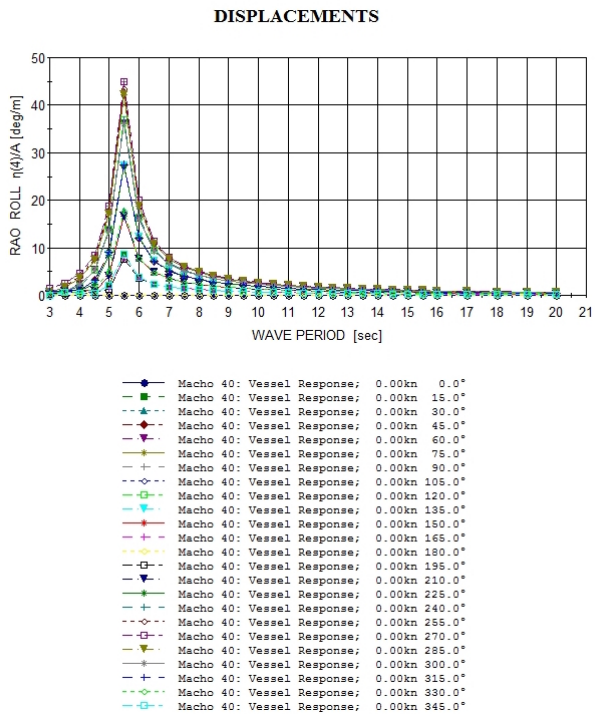 DISPLACEMENTS
50
40
30
20
10
0
RAO ROLL η(4)/A [deg/m]
3 4 5 6 7 8 9 10 11 12 13 14 15 16 17 18 19 20 21
WAVE PERIOD [sec]
Macho 40: Vessel Response; 0.00kn 0.0°
Macho 40: Vessel Response; 0.00kn 15.0°
Macho 40: Vessel Response; 0.00kn 30.0°
Macho 40: Vessel Response; 0.00kn 45.0°
Macho 40: Vessel Response; 0.00kn 60.0°
Macho 40: Vessel Response; 0.00kn 75.0°
Macho 40: Vessel Response; 0.00kn 90.0°
Macho 40: Vessel Response; 0.00kn 105.0°
Macho 40: Vessel Response; 0.00kn 120.0°
Macho 40: Vessel Response; 0.00kn 135.0°
Macho 40: Vessel Response; 0.00kn 150.0°
Macho 40: Vessel Response; 0.00kn 165.0°
Macho 40: Vessel Response; 0.00kn 180.0°
Macho 40: Vessel Response; 0.00kn 195.0°
Macho 40: Vessel Response; 0.00kn 210.0°
Macho 40: Vessel Response; 0.00kn 225.0°
Macho 40: Vessel Response; 0.00kn 240.0°
Macho 40: Vessel Response; 0.00kn 255.0°
Macho 40: Vessel Response; 0.00kn 270.0°
Macho 40: Vessel Response; 0.00kn 285.0°
Macho 40: Vessel Response; 0.00kn 300.0°
Macho 40: Vessel Response; 0.00kn 315.0°
Macho 40: Vessel Response; 0.00kn 330.0°
Macho 40: Vessel Response; 0.00kn 345.0°